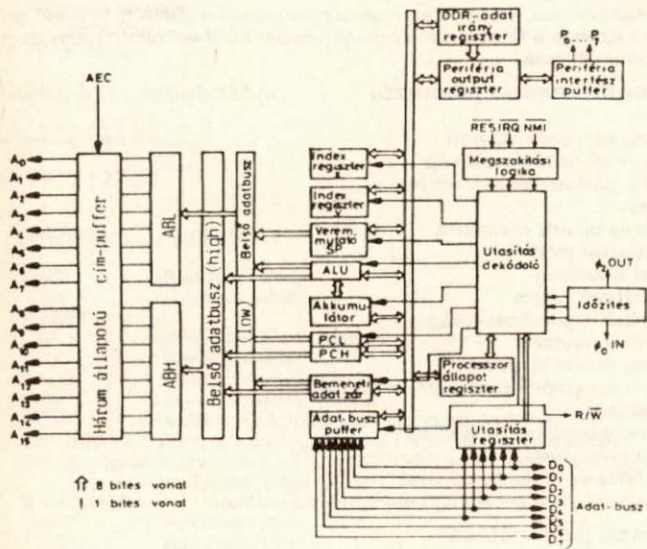 DDR-adat
irány
regiszter
P₀...P₇
Periféria
output
regiszter
Periféria
interfész
puffer
AEC
RES IRQ NMI
Megszakítási
logika
A₀
A₁
A₂
A₃
A₄
A₅
A₆
A₇
A₈
A₉
A₁₀
A₁₁
A₁₂
A₁₃
A₁₄
A₁₅
Három állapotú cím-puffer
ABL
ABH
Belső adatbusz (high)
Belső adatbusz (low)
Index
regiszter
Index
regiszter
Y
Verem
mutató
SP
ALU
Akkumu
látor
PCL
PCH
Bemeneti
adat zár
Adat-busz
puffer
Utasítás
dekódoló
OUT
Időzítés
IN
Processzor
állapot
regiszter
R/W
Utasítás
regiszter
D₀
D₁
D₂
D₃
D₄
D₅
D₆
D₇
Adat-busz
8 bites vonal
1 bites vonal